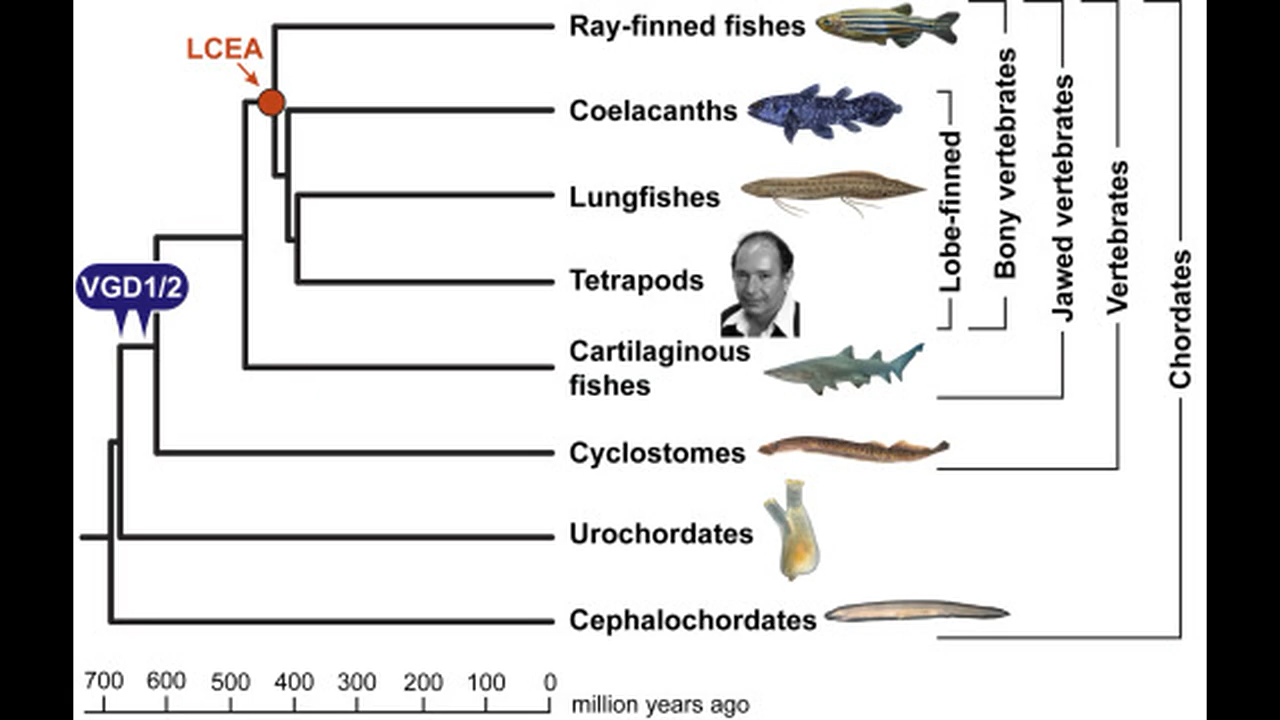 Ray-finned fishes
LCEA
Coelacanths
Lungfishes
VGD1/2
Tetrapods
Cartilaginous
fishes
Cyclostomes
Urochordates
Cephalochordates
Lobe-finned
Bony vertebrates
Jawed vertebrates
Vertebrates
Chordates
700 600 500 400 300 200 100 0
million years ago